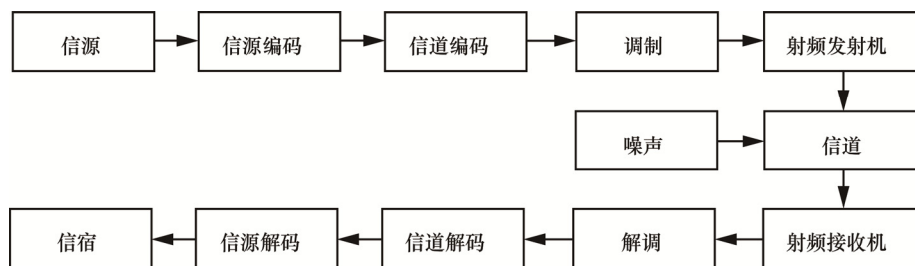 信源
信源编码
信道编码
调制
射频发射机
噪声
信道
信宿
信源解码
信道解码
解调
射频接收机